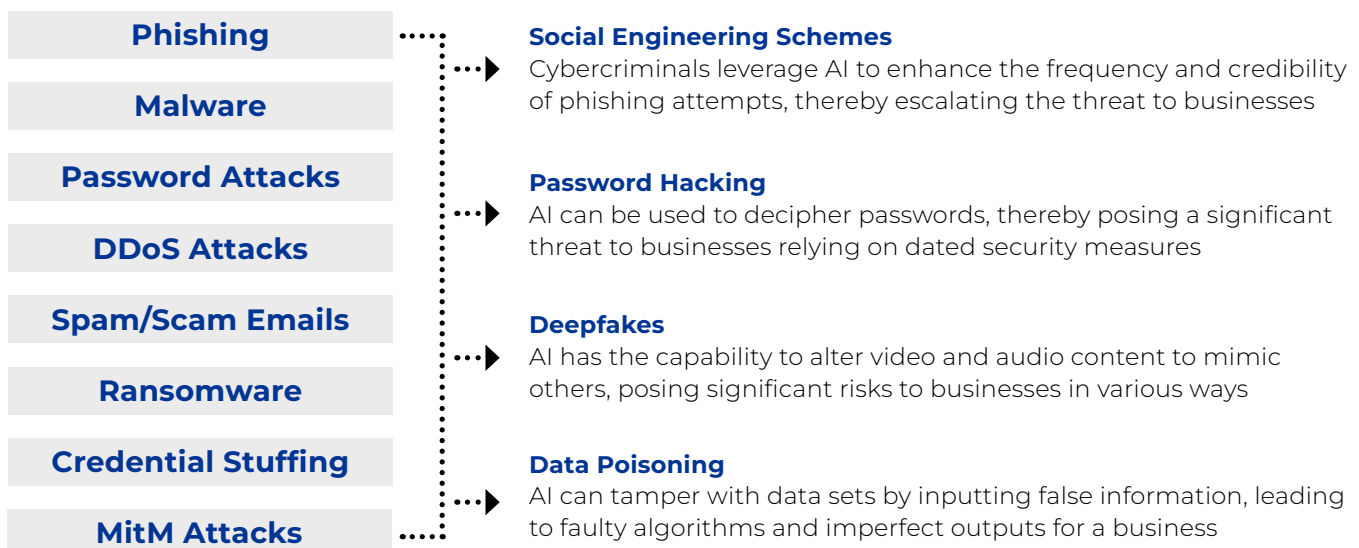 Phishing
Malware
Password Attacks
DDoS Attacks
Spam/Scam Emails
Ransomware
Credential Stuffing
MitM Attacks
Social Engineering Schemes
Cybercriminals leverage AI to enhance the frequency and credibility
of phishing attempts, thereby escalating the threat to businesses
Password Hacking
AI can be used to decipher passwords, thereby posing a significant
threat to businesses relying on dated security measures
Deepfakes
AI has the capability to alter video and audio content to mimic
others, posing significant risks to businesses in various ways
Data Poisoning
AI can tamper with data sets by inputting false information, leading
to faulty algorithms and imperfect outputs for a business